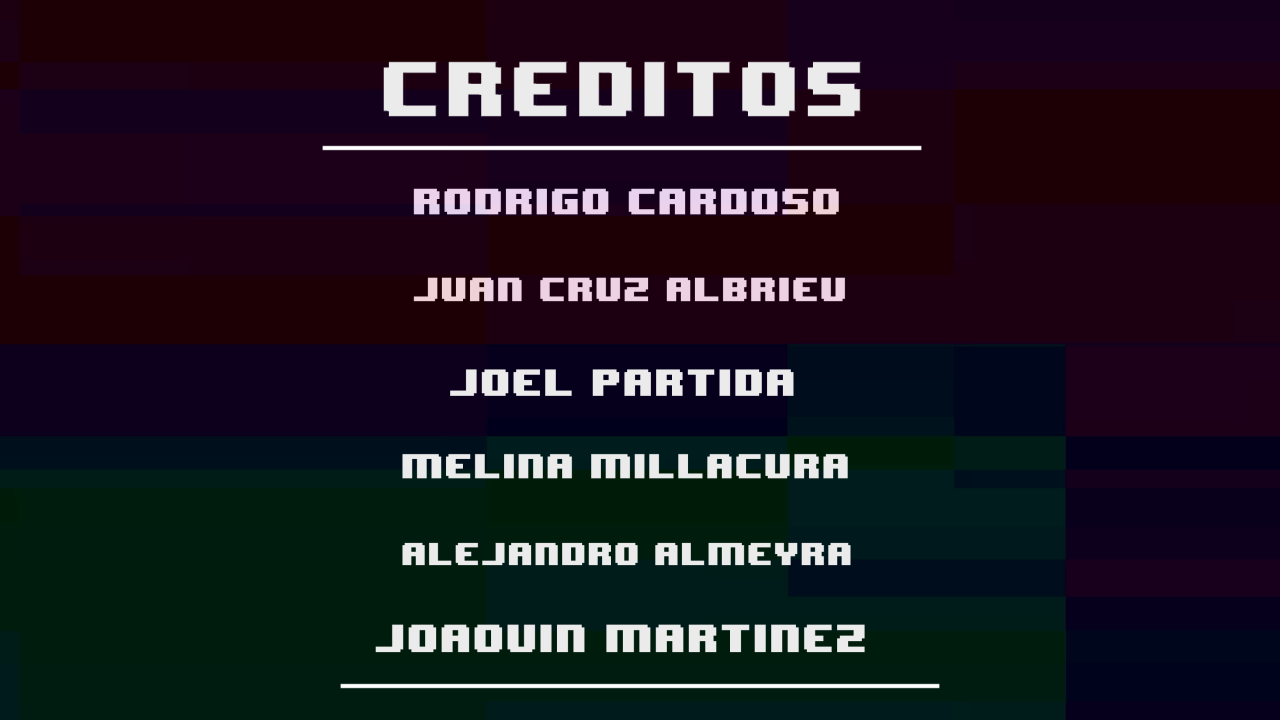 CREDITOS
RODRIGO CARDOSO
JUAN CRUZ ALBRIEU
JOEL PARTIDA
MELINA MILLACURA
ALEJANDRO ALMEYRA
JOAQUIN MARTINEZ